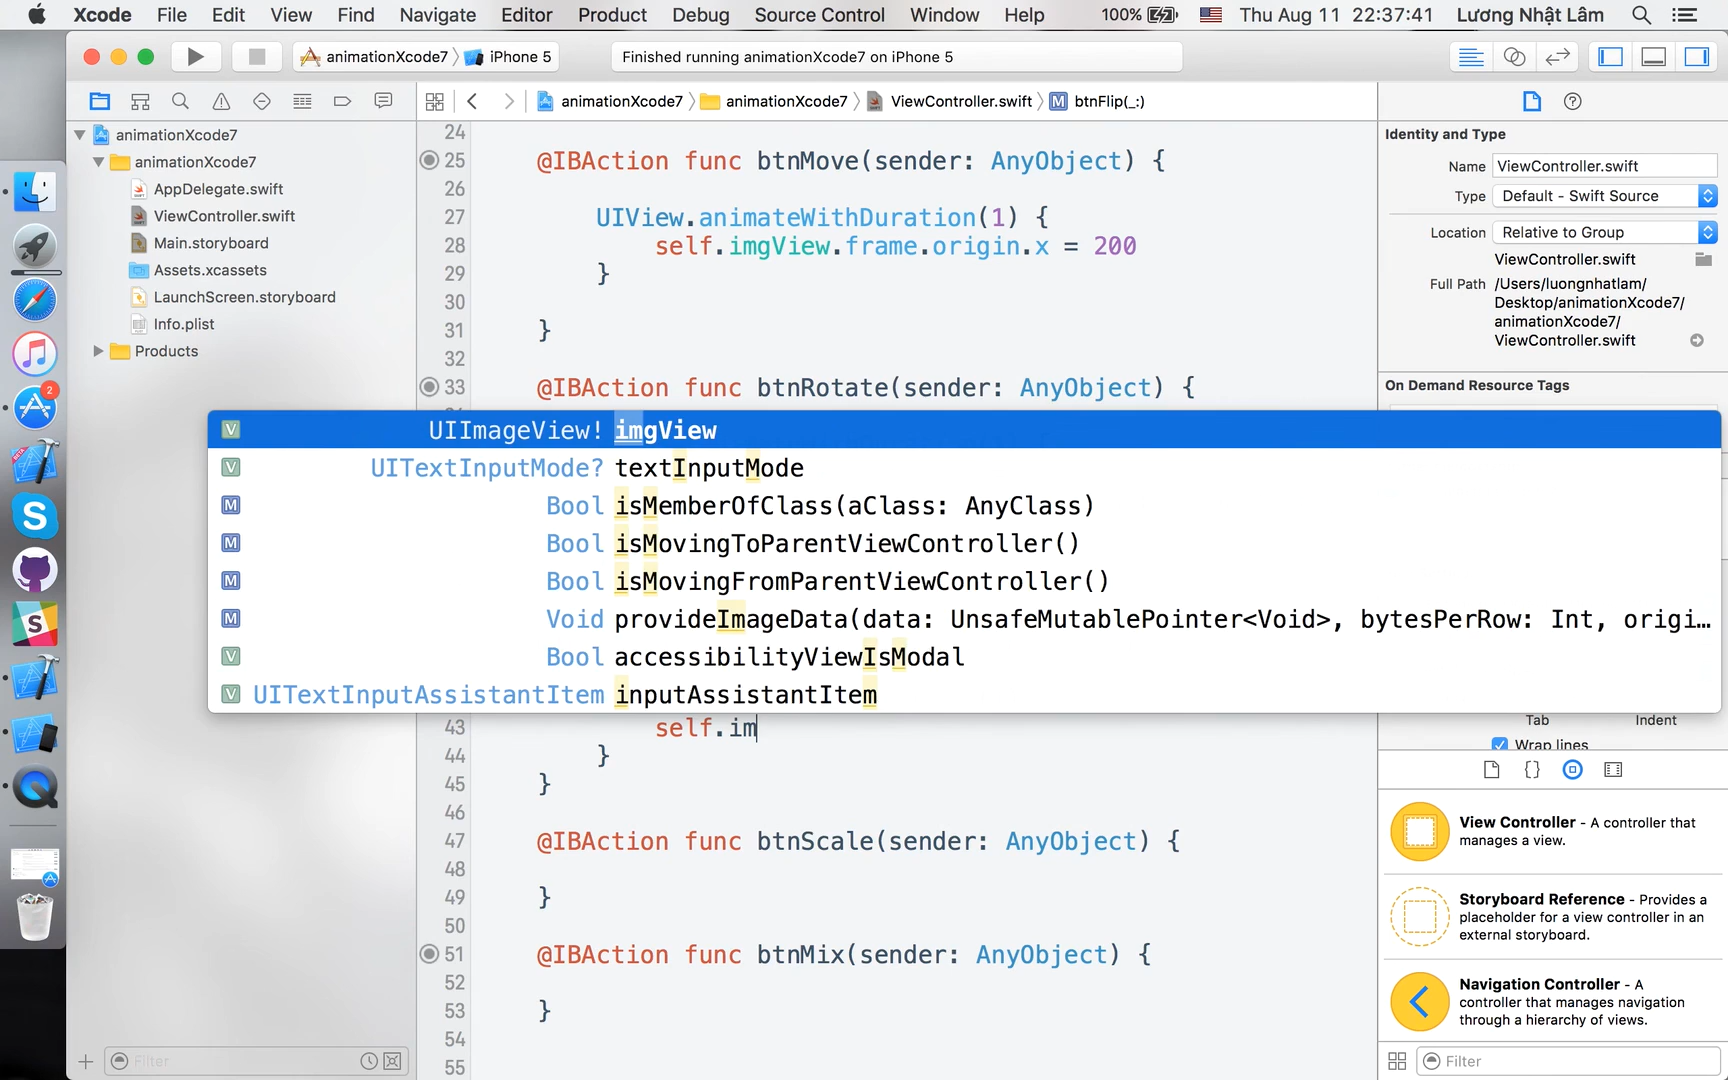 Xcode File Edit View Find Navigate Editor Product Debug Source Control Window Help 100% Thu Aug 11 22:37:41 Lương Nhật Lâm
animationXcode7 iPhone 5 Finished running animationXcode7 on iPhone 5
animationXcode7 animationXcode7 ViewController.swift M btnFlip(_:)
animationXcode7
animationXcode7
AppDelegate.swift
ViewController.swift
Main.storyboard
Assets.xcassets
LaunchScreen.storyboard
Info.plist
Products
2
S
S
Filter
24
25 @IBAction func btnMove(sender: AnyObject) {
26
27 UIView.animateWithDuration(1) {
28 self.imgView.frame.origin.x = 200
29 }
30
31 }
32
33 @IBAction func btnRotate(sender: AnyObject) {
V UIImageView! imgView
V UITextInputMode? textInputMode
M Bool isMemberOfClass(aClass: AnyClass)
M Bool isMovingToParentViewController()
M Bool isMovingFromParentViewController()
M Void provideImageData(data: UnsafeMutablePointer<Void>, bytesPerRow: Int, origi...
V Bool accessibilityViewIsModal
V UITextInputAssistantItem inputAssistantItem
43 self.im
44 }
45 }
46
47 @IBAction func btnScale(sender: AnyObject) {
48
49 }
50
51 @IBAction func btnMix(sender: AnyObject) {
52
53 }
54
55
Identity and Type
Name ViewController.swift
Type Default - Swift Source
Location Relative to Group
ViewController.swift
Full Path /Users/luongnhatlam/
Desktop/animationXcode7/
animationXcode7/
ViewController.swift
On Demand Resource Tags
Tab Indent
Wrap lines
View Controller - A controller that
manages a view.
Storyboard Reference - Provides a
placeholder for a view controller in an
external storyboard.
Navigation Controller - A
controller that manages navigation
through a hierarchy of views.
Filter